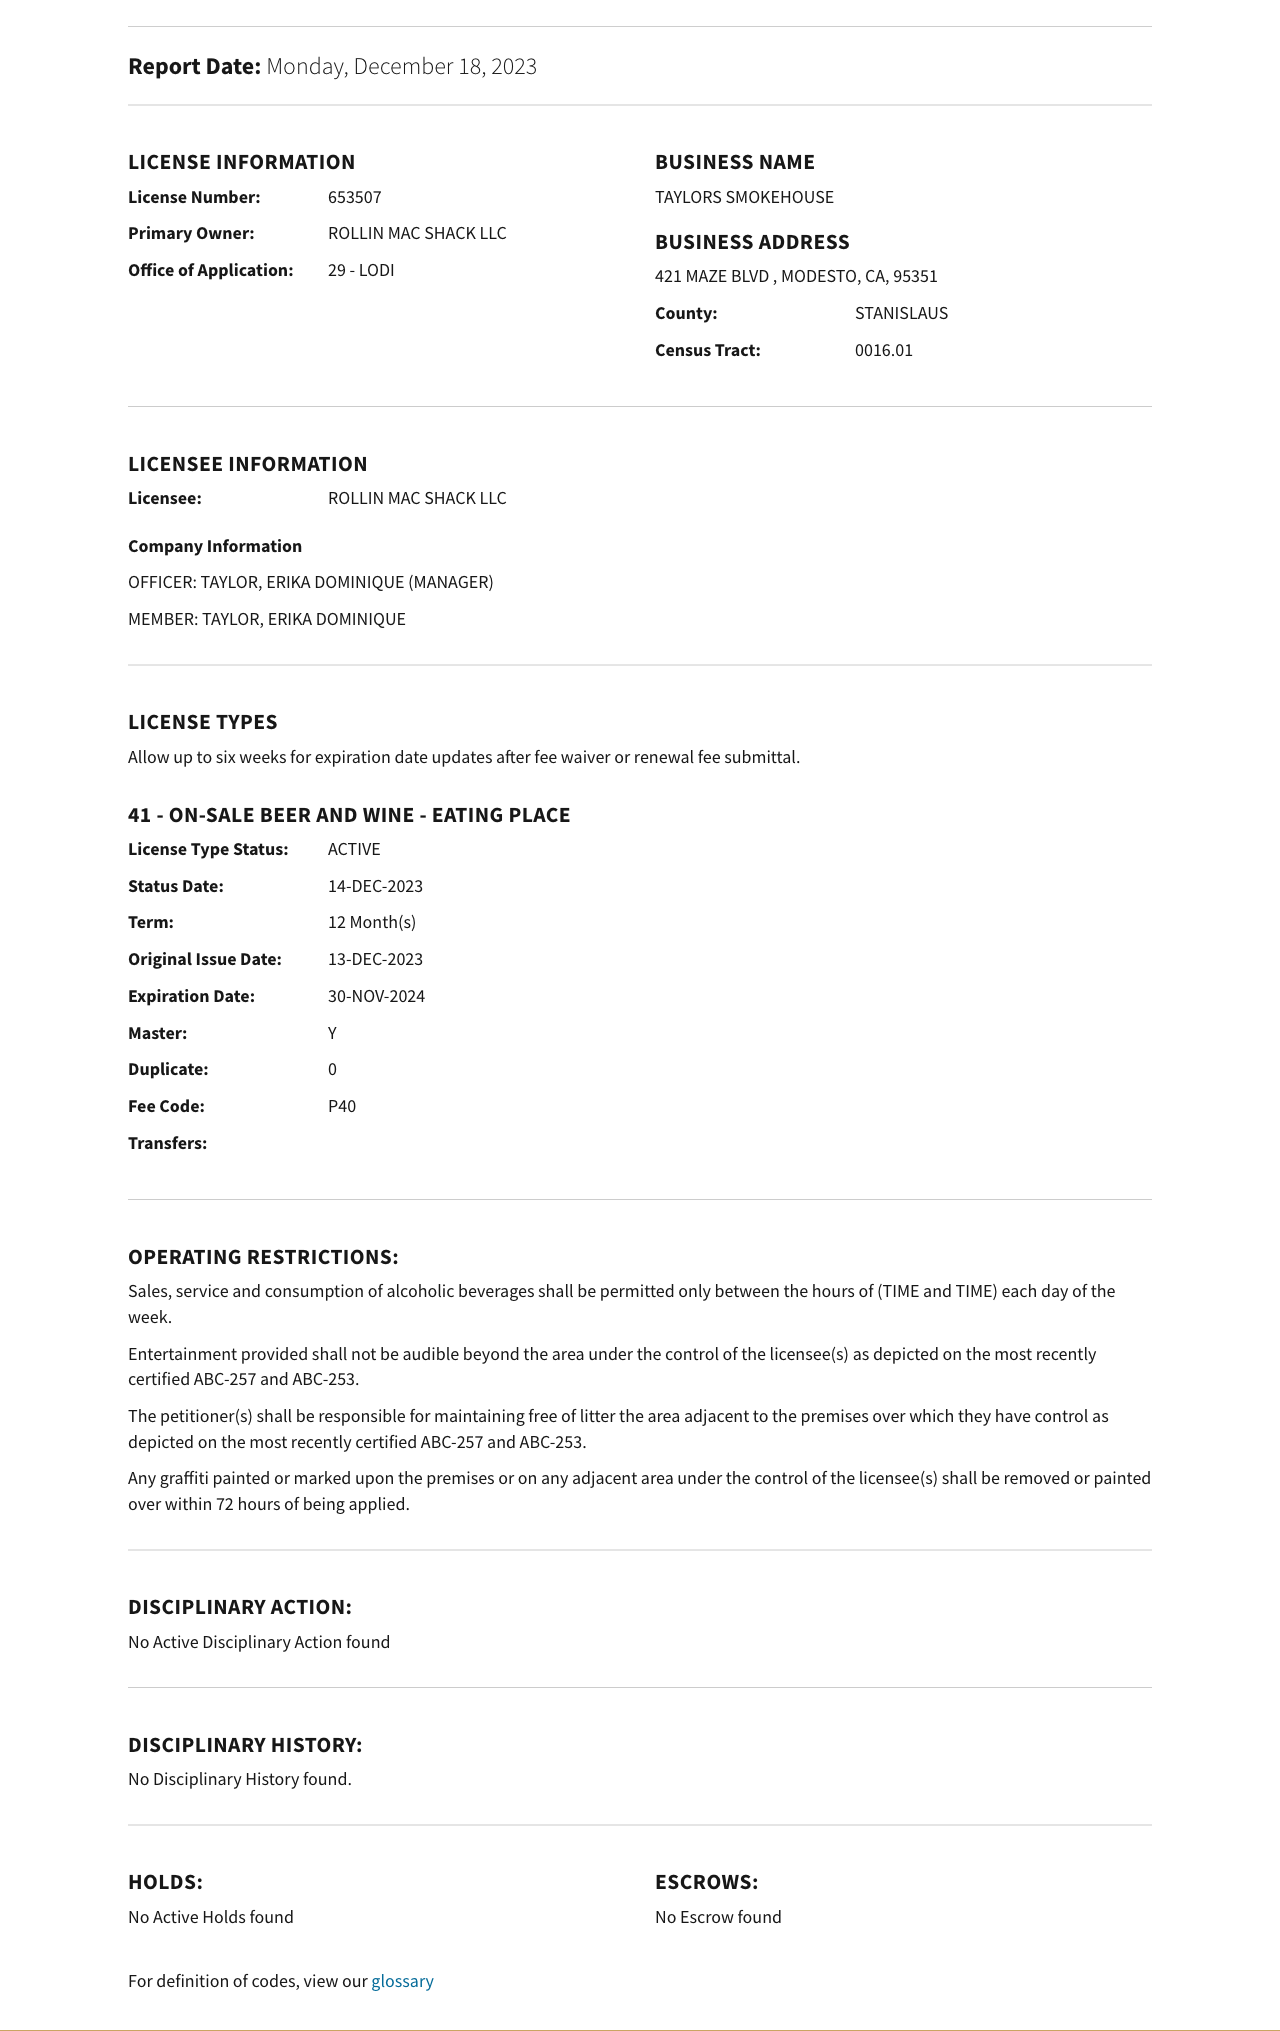 Report Date: Monday, December 18, 2023
LICENSE INFORMATION
License Number: 653507
Primary Owner: ROLLIN MAC SHACK LLC
Office of Application: 29 - LODI
BUSINESS NAME
TAYLORS SMOKEHOUSE
BUSINESS ADDRESS
421 MAZE BLVD , MODESTO, CA, 95351
County: STANISLAUS
Census Tract: 0016.01
LICENSEE INFORMATION
Licensee: ROLLIN MAC SHACK LLC
Company Information
OFFICER: TAYLOR, ERIKA DOMINIQUE (MANAGER)
MEMBER: TAYLOR, ERIKA DOMINIQUE
LICENSE TYPES
Allow up to six weeks for expiration date updates after fee waiver or renewal fee submittal.
41 - ON-SALE BEER AND WINE - EATING PLACE
License Type Status: ACTIVE
Status Date: 14-DEC-2023
Term: 12 Month(s)
Original Issue Date: 13-DEC-2023
Expiration Date: 30-NOV-2024
Master: Y
Duplicate: 0
Fee Code: P40
Transfers:
OPERATING RESTRICTIONS:
Sales, service and consumption of alcoholic beverages shall be permitted only between the hours of (TIME and TIME) each day of the
week.
Entertainment provided shall not be audible beyond the area under the control of the licensee(s) as depicted on the most recently
certified ABC-257 and ABC-253.
The petitioner(s) shall be responsible for maintaining free of litter the area adjacent to the premises over which they have control as
depicted on the most recently certified ABC-257 and ABC-253.
Any graffiti painted or marked upon the premises or on any adjacent area under the control of the licensee(s) shall be removed or painted
over within 72 hours of being applied.
DISCIPLINARY ACTION:
No Active Disciplinary Action found
DISCIPLINARY HISTORY:
No Disciplinary History found.
HOLDS:
No Active Holds found
ESCROWS:
No Escrow found
For definition of codes, view our glossary